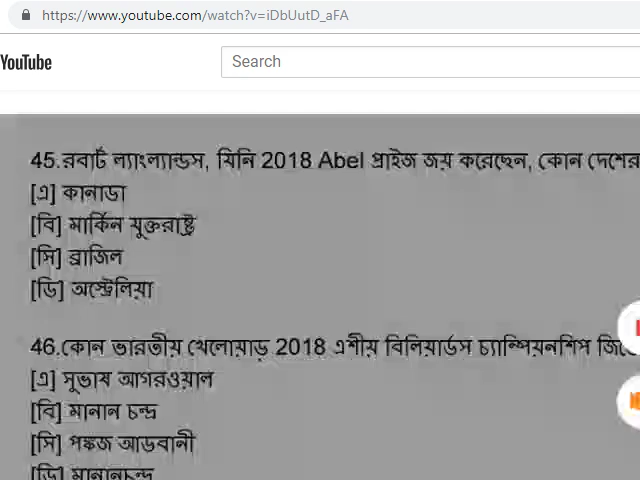 https://www.youtube.com/watch?v=iDbUutD_aFA
YouTube
Search
45.রবার্ট ল্যাংল্যান্ডস, যিনি 2018 Abel প্রাইজ জয় করেছেন, কোন দেশের
[এ] কানাডা
[বি] মার্কিন যুক্তরাষ্ট্র
[সি] ব্রাজিল
[ডি] অস্ট্রেলিয়া
46.কোন ভারতীয় খেলোয়াড় 2018 এশীয় বিলিয়ার্ডস চ্যাম্পিয়নশিপ
[এ] সুভাষ আগরওয়াল
[বি] মানান চন্দ্র
[সি] পঙ্কজ আডবানী
[ডি] মানানচন্দ্র